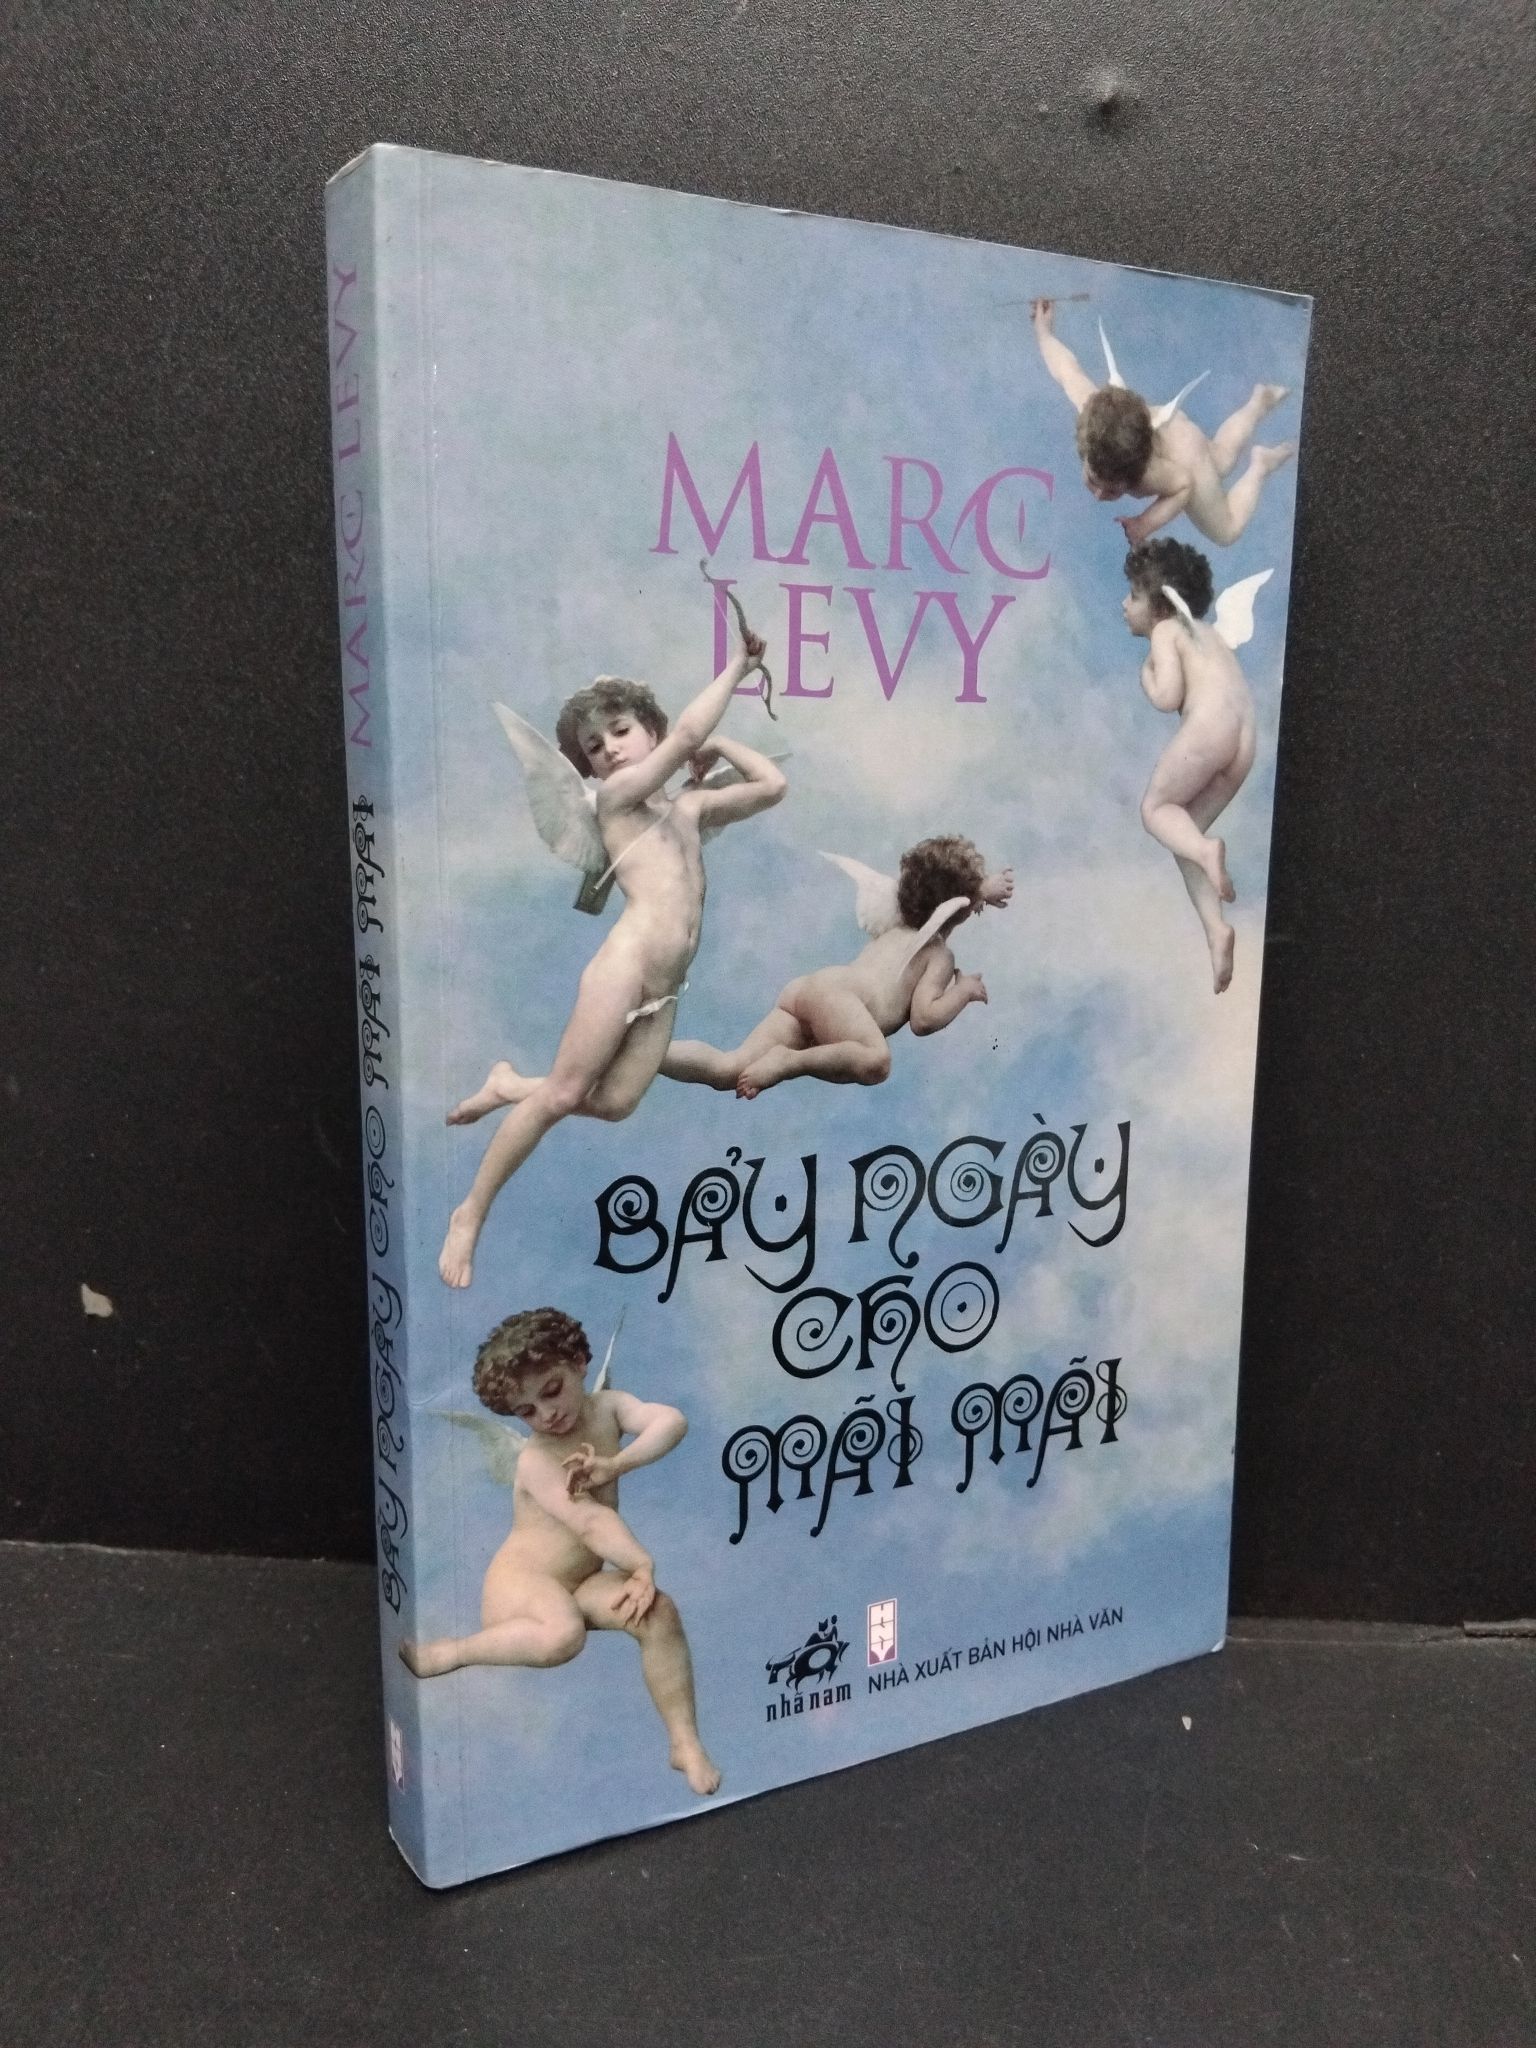 MARC LEVY
BẢY NGÀY CHO MÃI MÃI
MARC
LEVY
BẢY NGÀY
CHO
MÃI MÃI
nhã nam
NHÀ XUẤT BẢN HỘI NHÀ VĂN